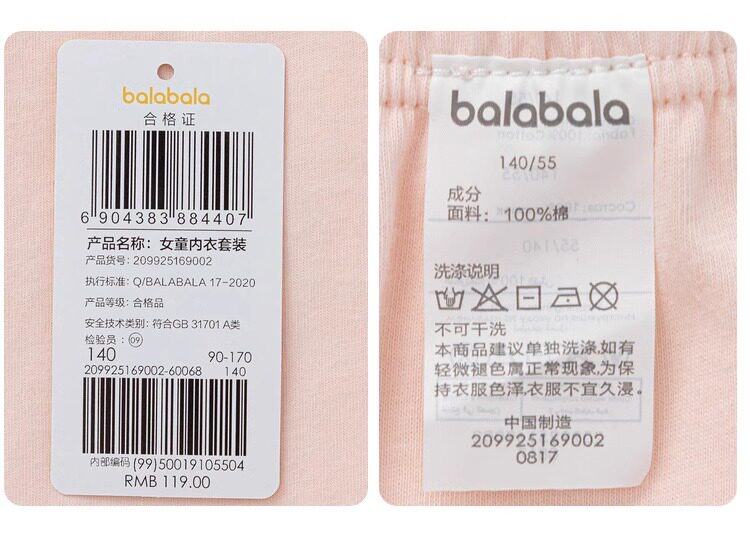 balabala
合格证
6 904383 884407
产品名称: 女童内衣套装
产品货号: 209925169002
执行标准: Q/BALABALA 17-2020
产品等级: 合格品
安全技术类别: 符合GB 31701 A类
检验员: 09
140 90-170
209925169002-60068 140
内部编码 (99)50019105504
RMB 119.00
balabala
140/55
成分
面料: 100%棉
洗涤说明
不可干洗
本商品建议单独洗涤,如有
轻微褪色属正常现象,为保
持衣服色泽,衣服不宜久浸。
中国制造
209925169002
0817